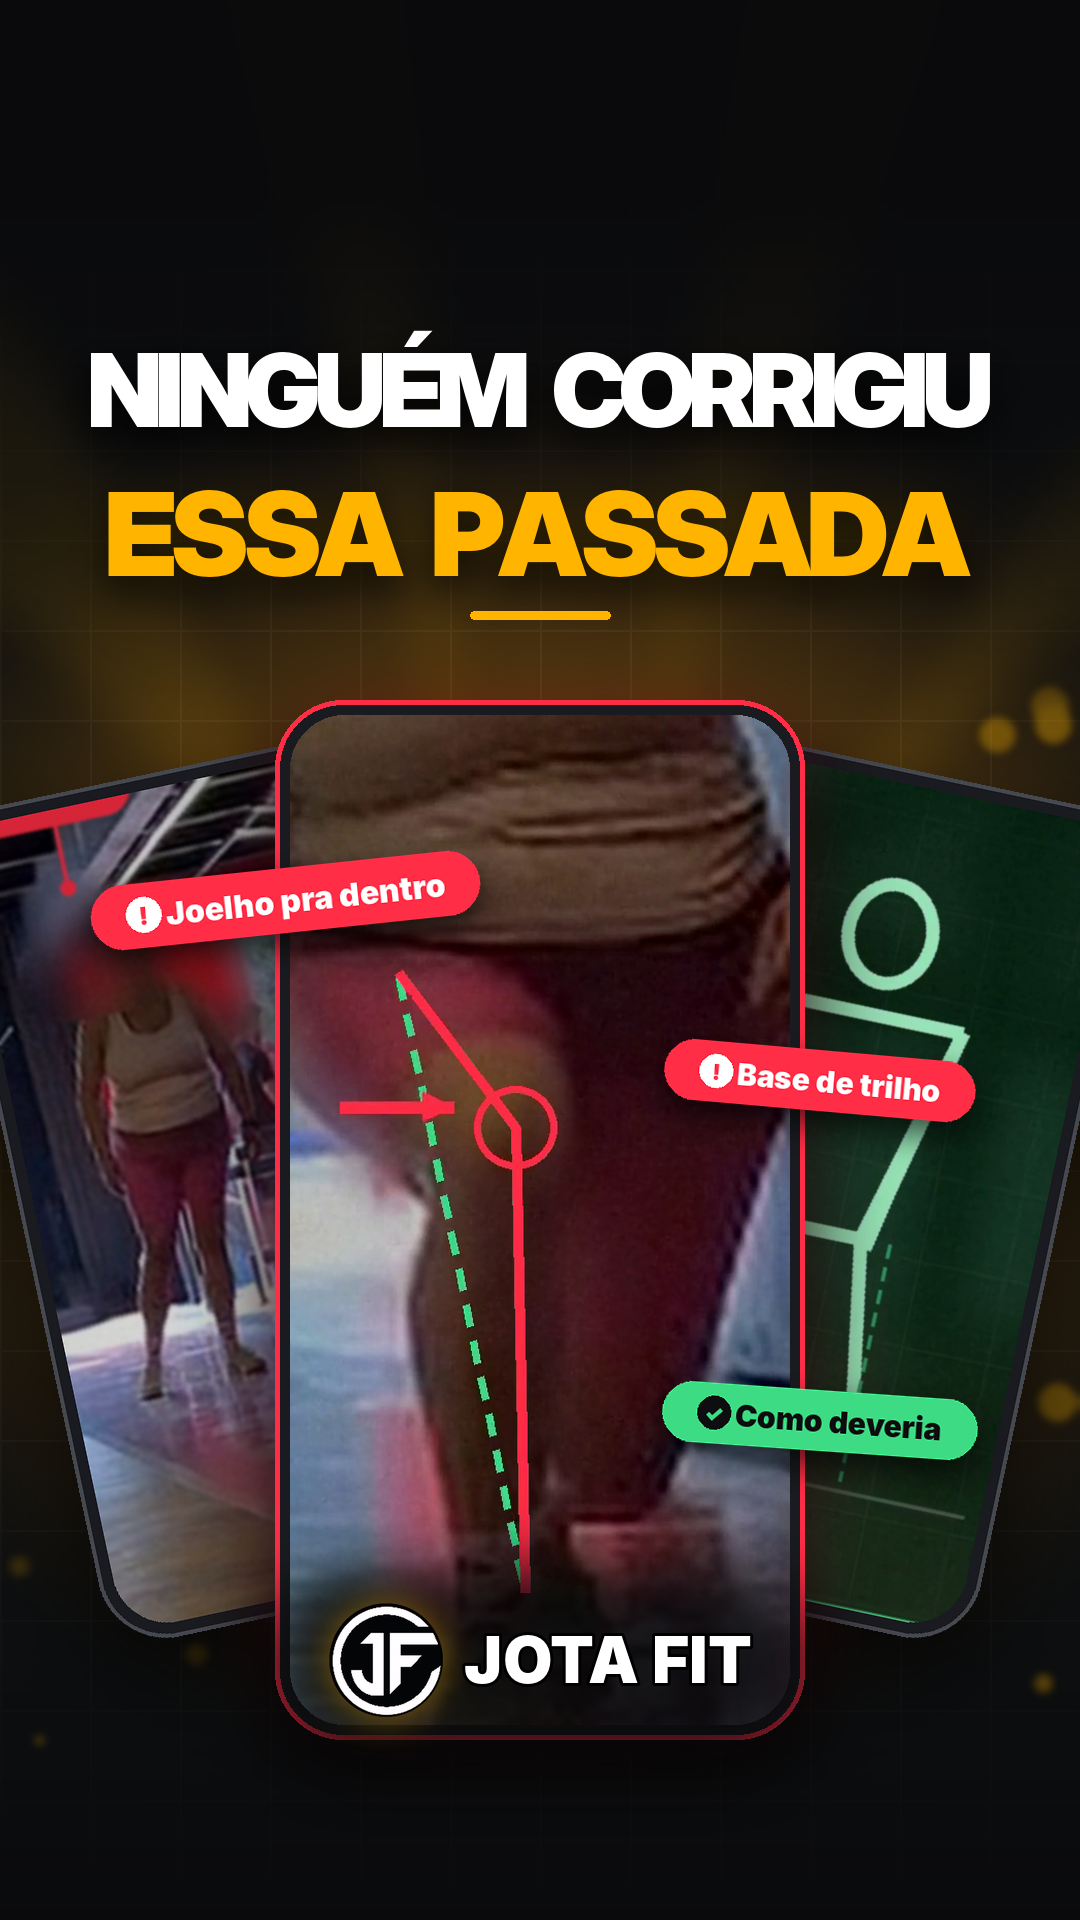 NINGUÉM CORRIGIU
ESSA PASSADA
! Joelho pra dentro
! Base de trilho
Como deveria
JF JOTA FIT